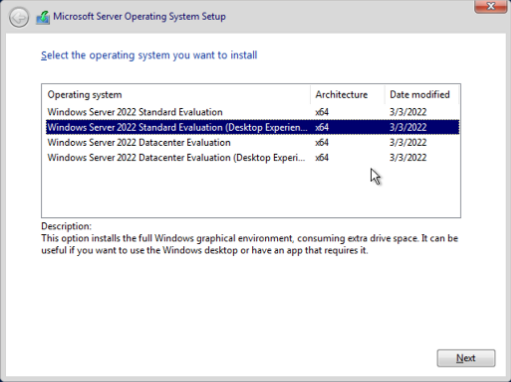 Microsoft Server Operating System Setup
Select the operating system you want to install
Operating system Architecture Date modified
Windows Server 2022 Standard Evaluation x64 3/3/2022
Windows Server 2022 Standard Evaluation (Desktop Experien... x64 3/3/2022
Windows Server 2022 Datacenter Evaluation x64 3/3/2022
Windows Server 2022 Datacenter Evaluation (Desktop Experi... x64 3/3/2022
Description:
This option installs the full Windows graphical environment, consuming extra drive space. It can be
useful if you want to use the Windows desktop or have an app that requires it.
Next